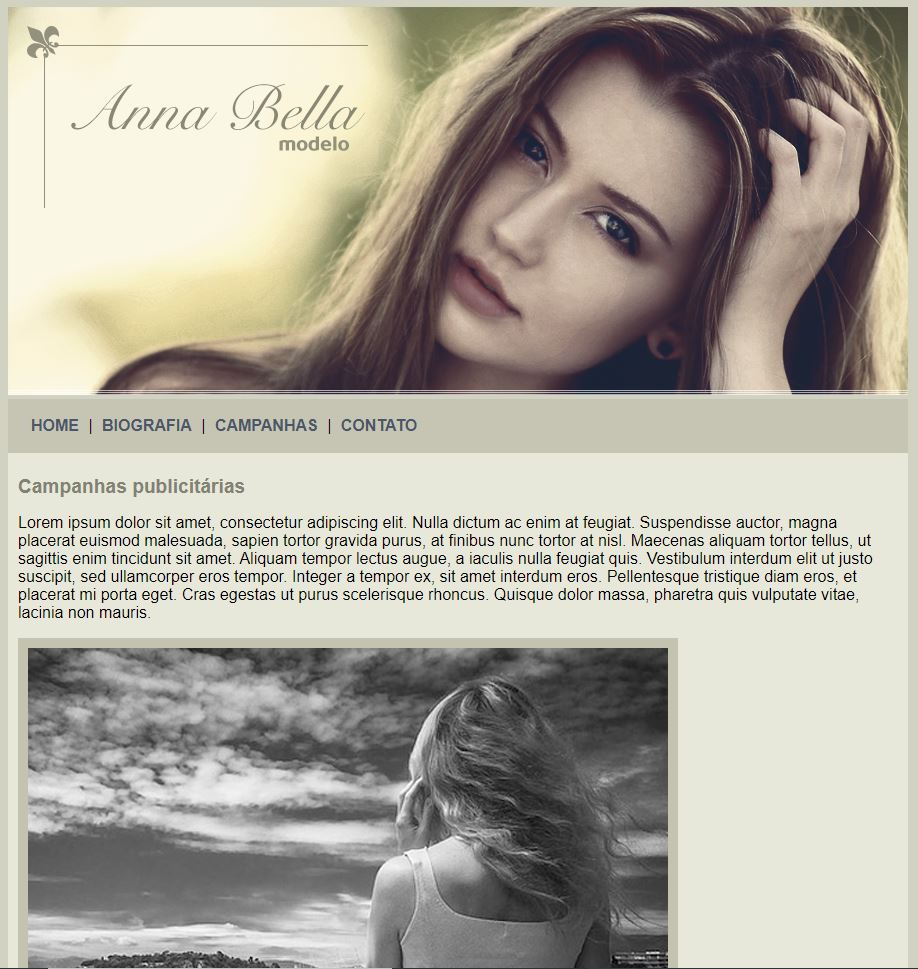 Anna Bella
modelo
HOME | BIOGRAFIA | CAMPANHAS | CONTATO
Campanhas publicitárias
Lorem ipsum dolor sit amet, consectetur adipiscing elit. Nulla dictum ac enim at feugiat. Suspendisse auctor, magna
placerat euismod malesuada, sapien tortor gravida purus, at finibus nunc tortor at nisl. Maecenas aliquam tortor tellus, ut
sagittis enim tincidunt sit amet. Aliquam tempor lectus augue, a iaculis nulla feugiat quis. Vestibulum interdum elit ut justo
suscipit, sed ullamcorper eros tempor. Integer a tempor ex, sit amet interdum eros. Pellentesque tristique diam eros, et
placerat mi porta eget. Cras egestas ut purus scelerisque rhoncus. Quisque dolor massa, pharetra quis vulputate vitae,
lacinia non mauris.